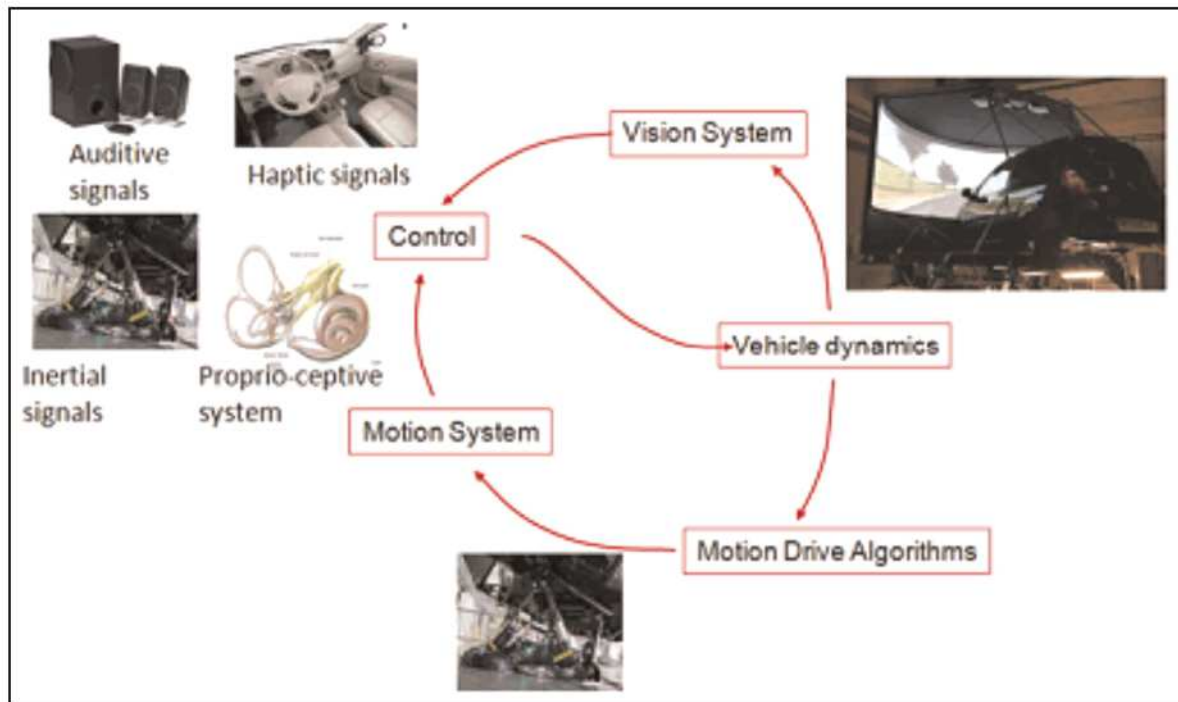 Auditive
signals
Haptic signals
Vision System
Control
Vehicle dynamics
Inertial
signals
Proprio-ceptive
system
Motion System
Motion Drive Algorithms